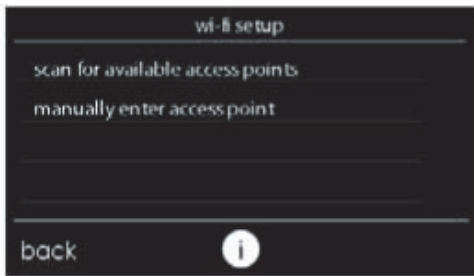 wi-fi setup
scan for available access points
manually enter access point
back
i